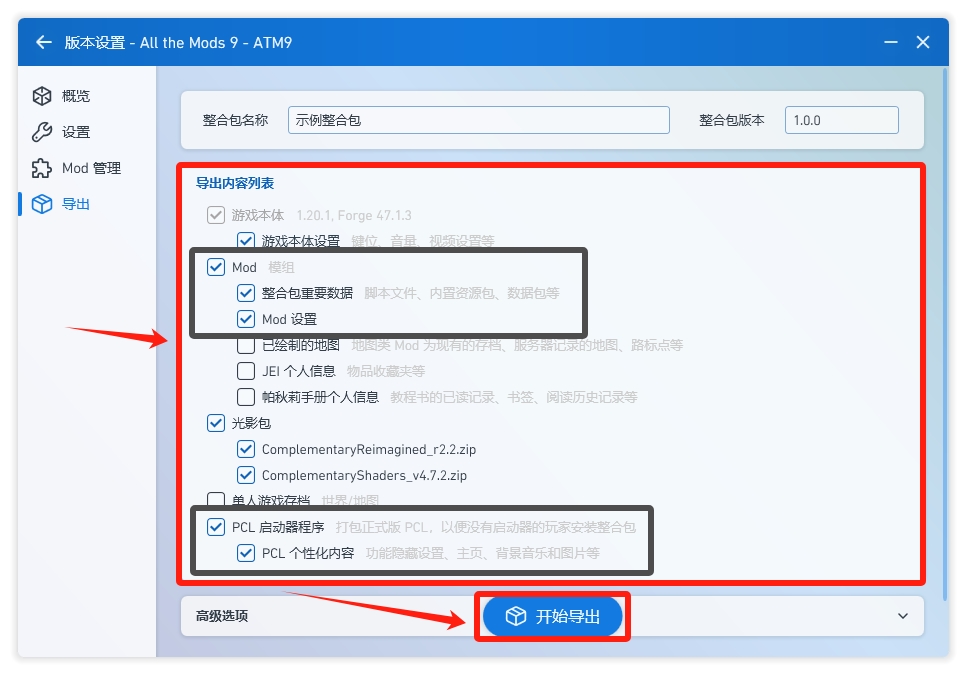 版本设置 - All the Mods 9 - ATM9
概览
设置
Mod 管理
导出
整合包名称 示例整合包 整合包版本 1.0.0
导出内容列表
游戏本体 1.20.1, Forge 47.1.3
游戏本体设置 键位、音量、视频设置等
Mod 模组
整合包重要数据 脚本文件、内置资源包、数据包等
Mod 设置
已绘制的地图 地图类 Mod 为现有的存档、服务器记录的地图、路标点等
JEI 个人信息 物品收藏夹等
帕秋莉手册个人信息 教程书的已读记录、书签、阅读历史记录等
光影包
ComplementaryReimagined_r2.2.zip
ComplementaryShaders_v4.7.2.zip
单人游戏存档 世界/地图
PCL 启动器程序 打包正式版 PCL，以便没有启动器的玩家安装整合包
PCL 个性化内容 功能隐藏设置、主页、背景音乐和图片等
高级选项
开始导出